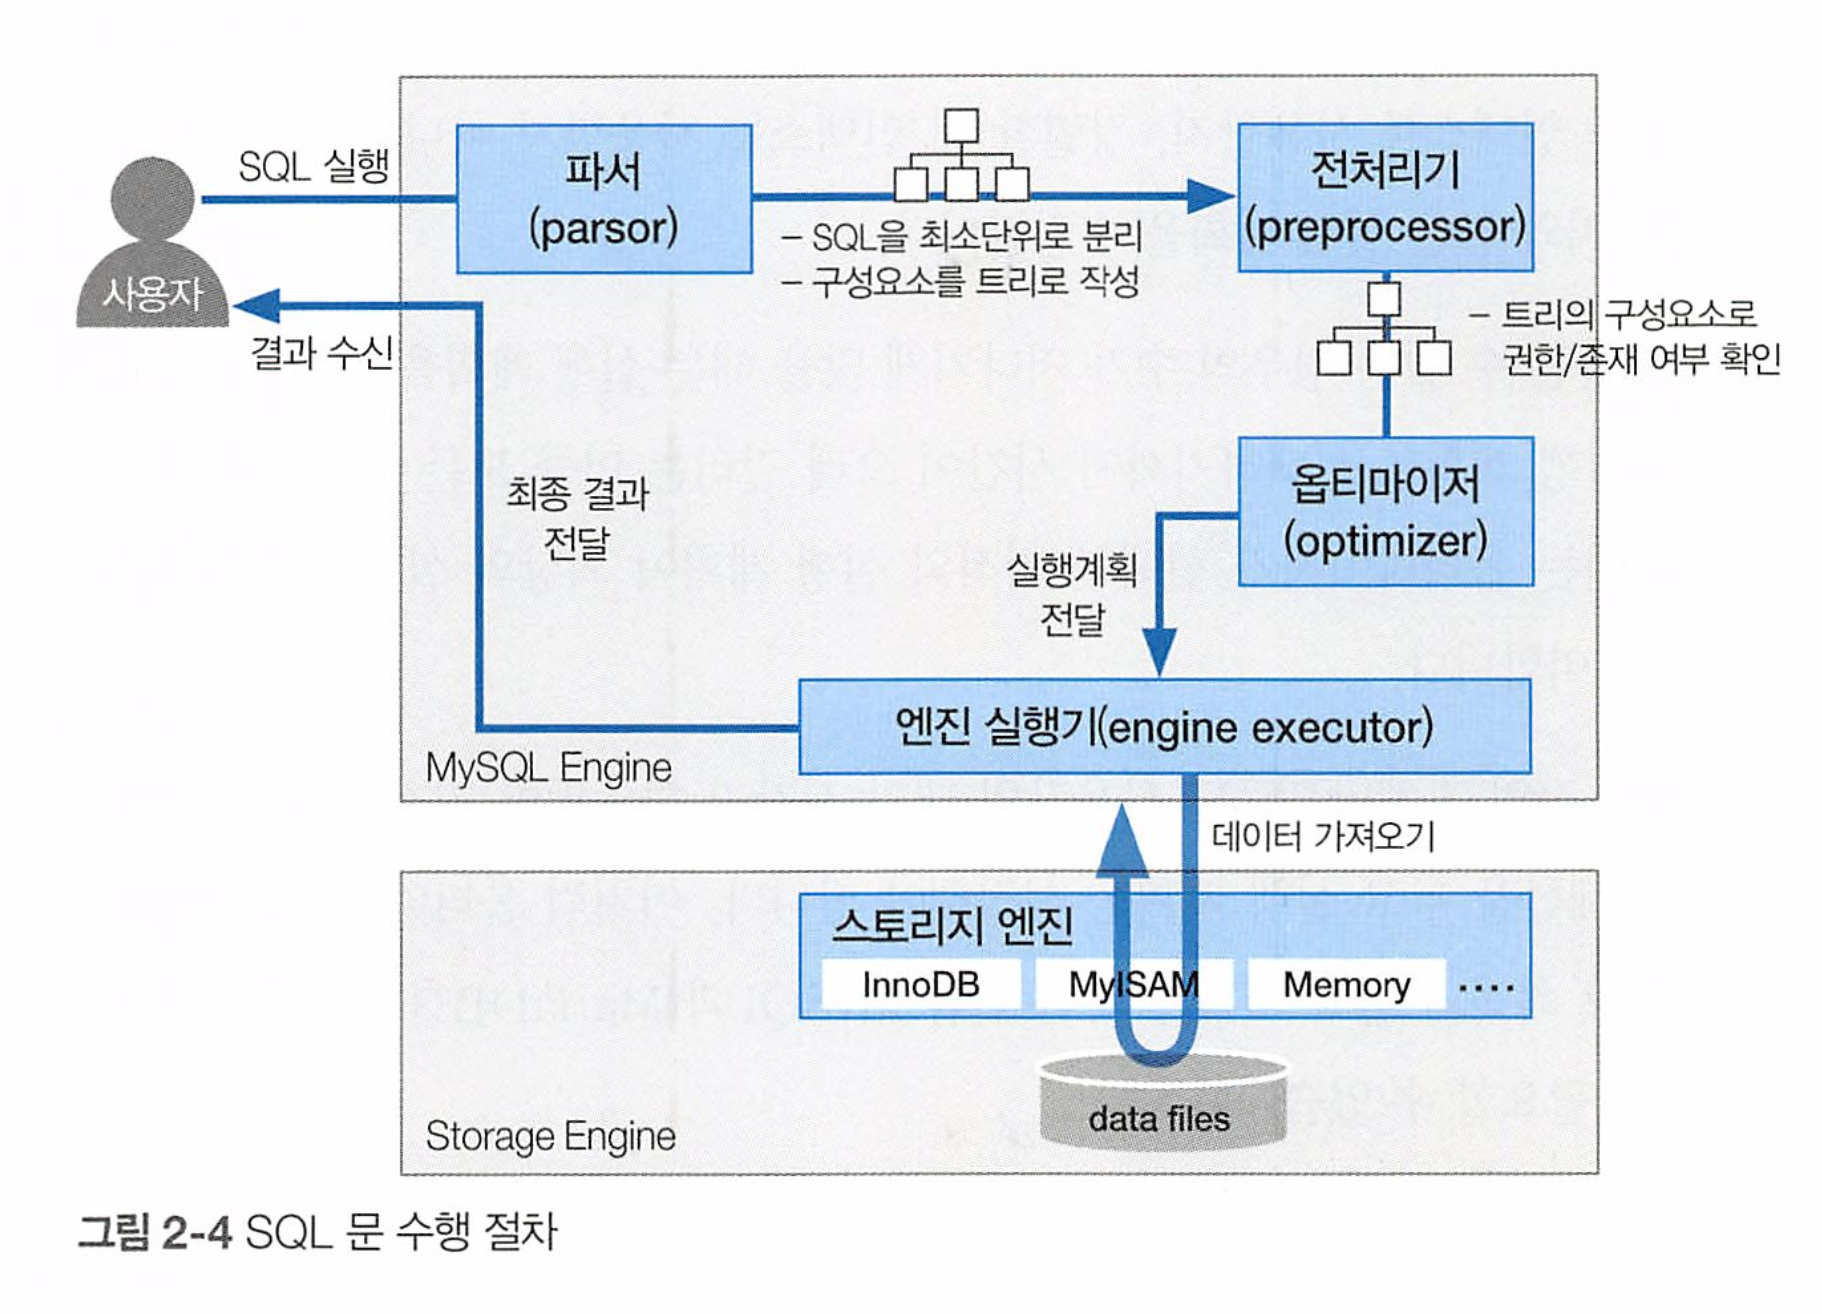 SQL 실행
파서
(parsor)
- SQL을 최소단위로 분리
- 구성요소를 트리로 작성
전처리기
(preprocessor)
사용자
결과 수신
- 트리의 구성요소로
권한/존재 여부 확인
옵티마이저
(optimizer)
최종 결과
전달
실행계획
전달
엔진 실행기(engine executor)
MySQL Engine
데이터 가져오기
스토리지 엔진
InnoDB
MyISAM
Memory
....
data files
Storage Engine
그림 2-4 SQL 문 수행 절차